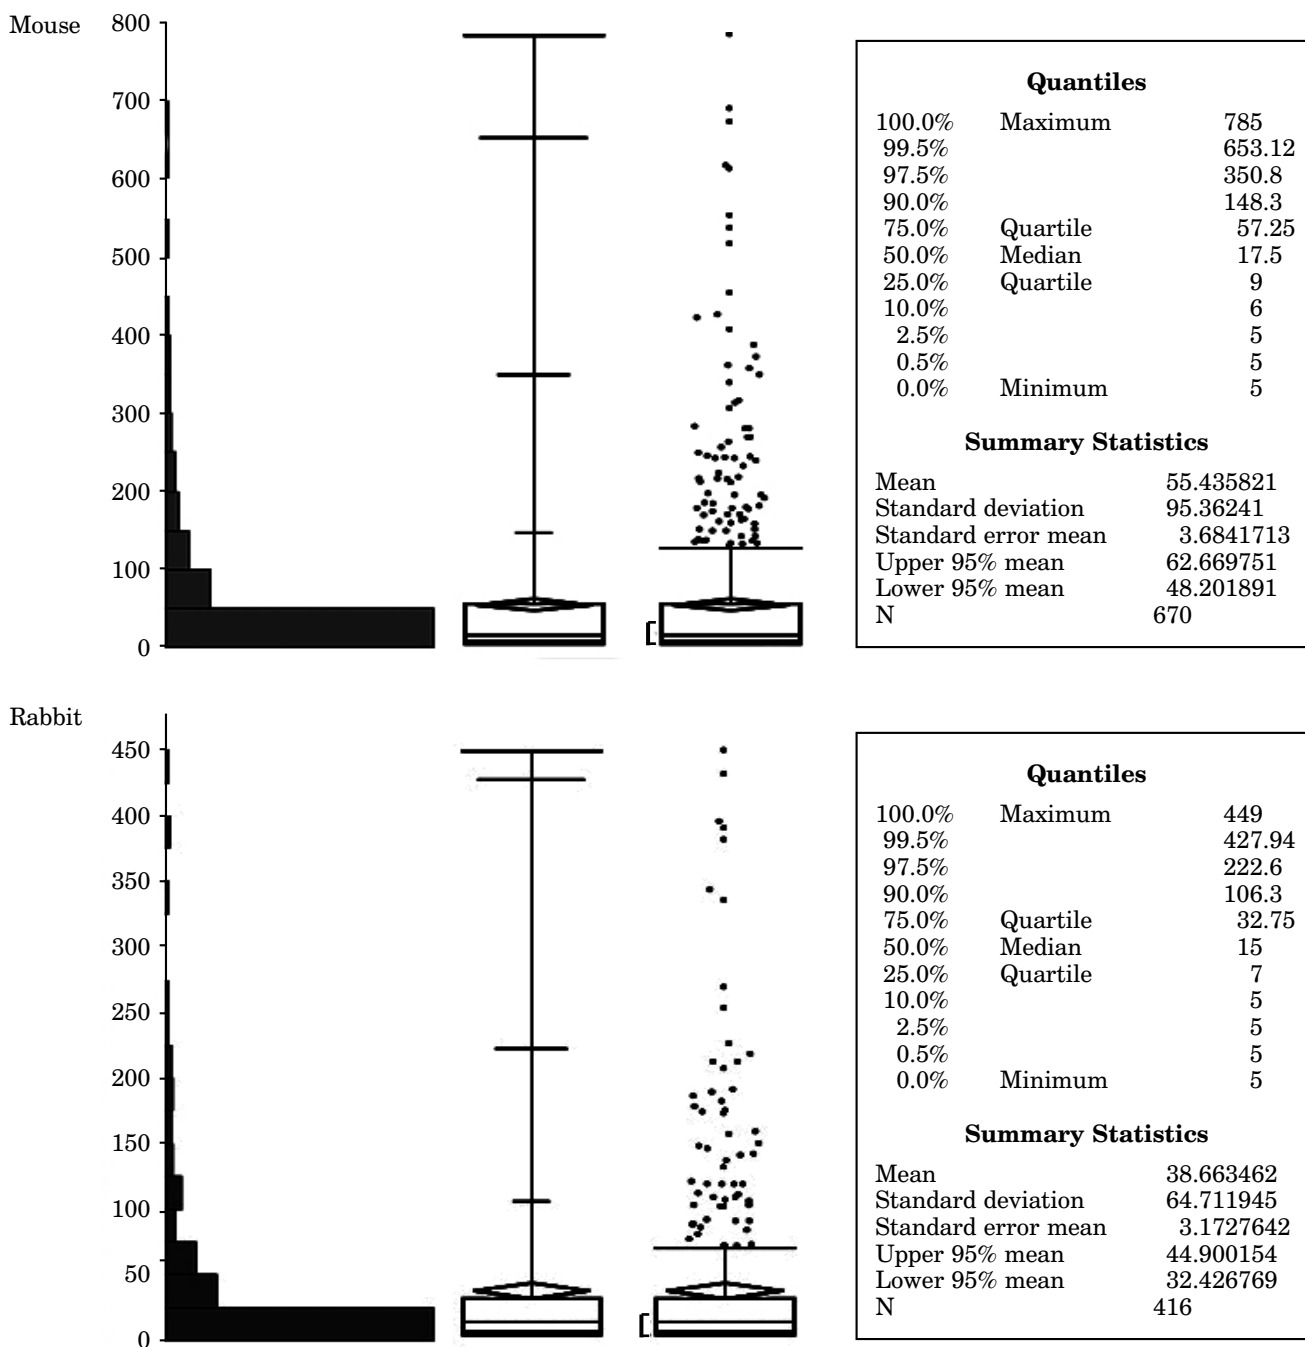 Mouse
800
700
600
500
400
300
200
100
0
Quantiles
100.0% Maximum 785
99.5% 653.12
97.5% 350.8
90.0% 148.3
75.0% Quartile 57.25
50.0% Median 17.5
25.0% Quartile 9
10.0% 6
2.5% 5
0.5% 5
0.0% Minimum 5
Summary Statistics
Mean 55.435821
Standard deviation 95.36241
Standard error mean 3.6841713
Upper 95% mean 62.669751
Lower 95% mean 48.201891
N 670
Rabbit
450
400
350
300
250
200
150
100
50
0
Quantiles
100.0% Maximum 449
99.5% 427.94
97.5% 222.6
90.0% 106.3
75.0% Quartile 32.75
50.0% Median 15
25.0% Quartile 7
10.0% 5
2.5% 5
0.5% 5
0.0% Minimum 5
Summary Statistics
Mean 38.663462
Standard deviation 64.711945
Standard error mean 3.1727642
Upper 95% mean 44.900154
Lower 95% mean 32.426769
N 416